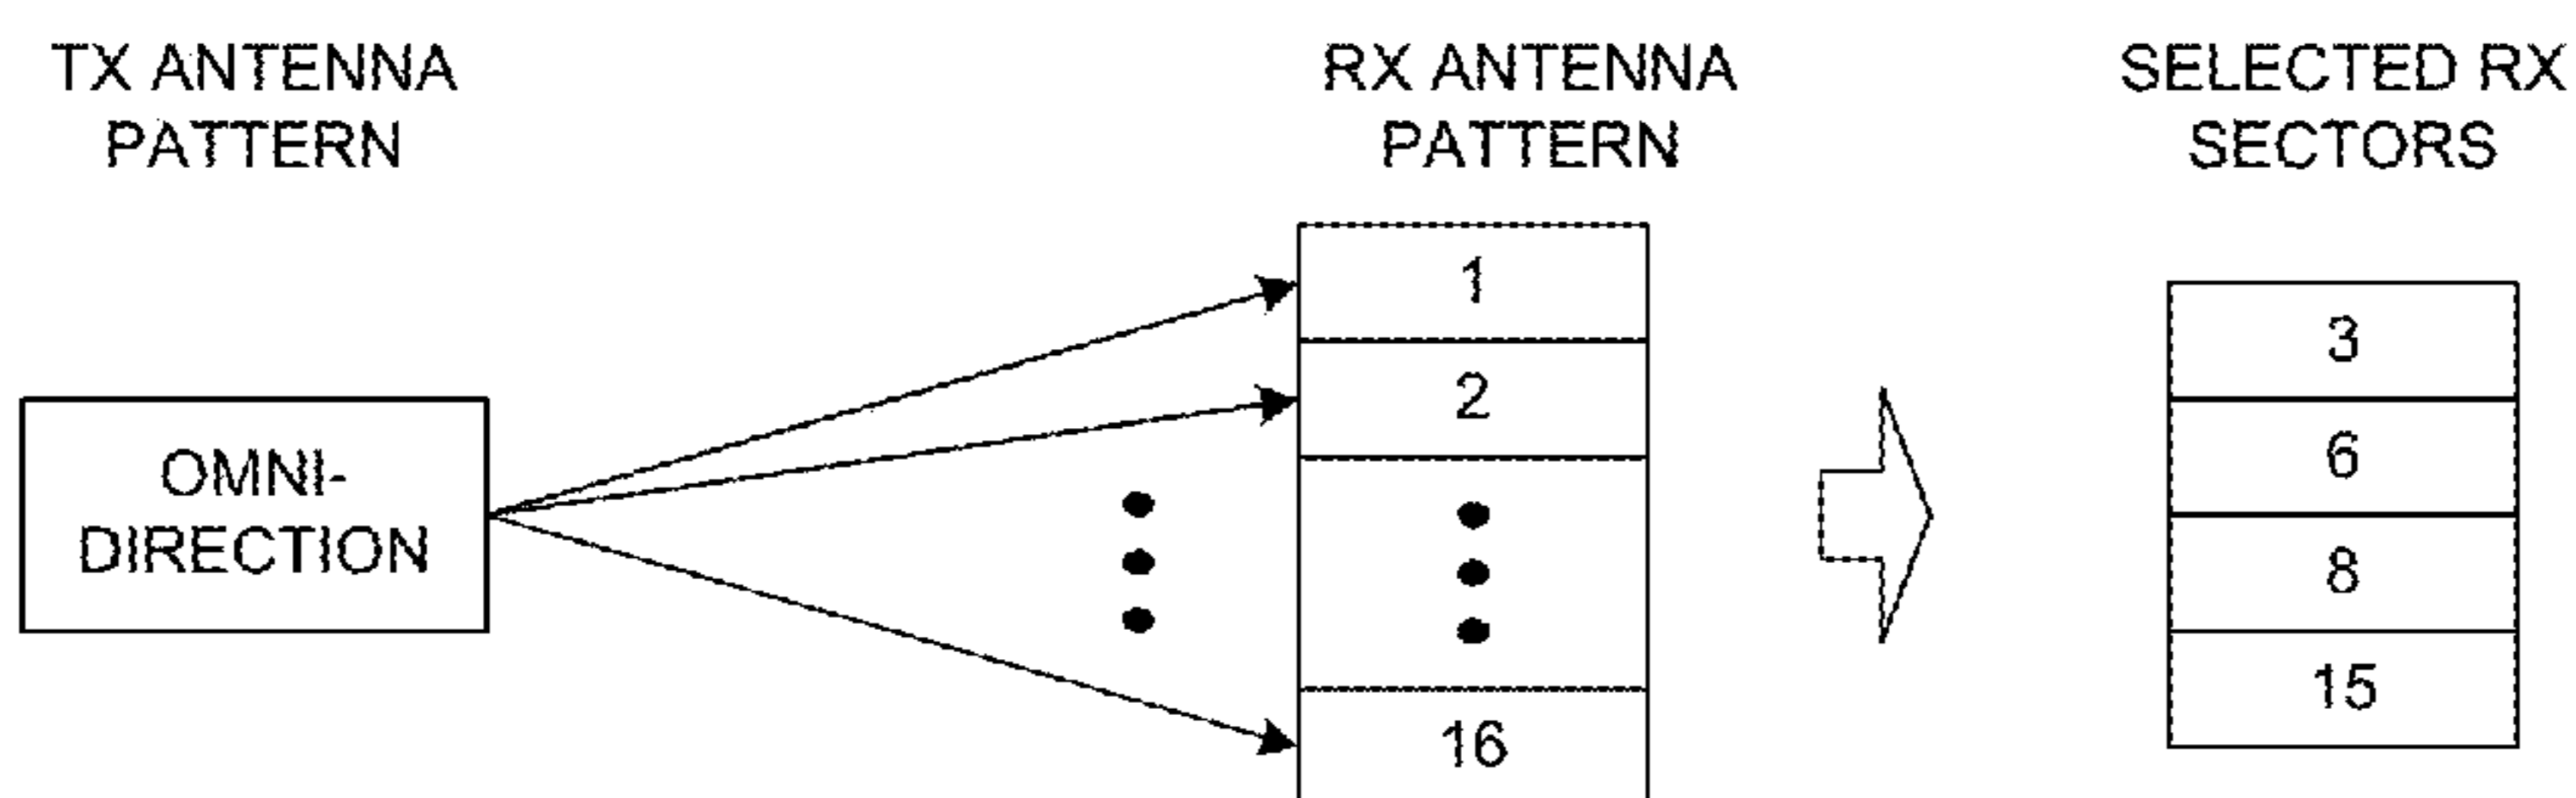 TX ANTENNA
PATTERN
RX ANTENNA
PATTERN
SELECTED RX
SECTORS
OMNI-
DIRECTION
1
2
16
3
6
8
15